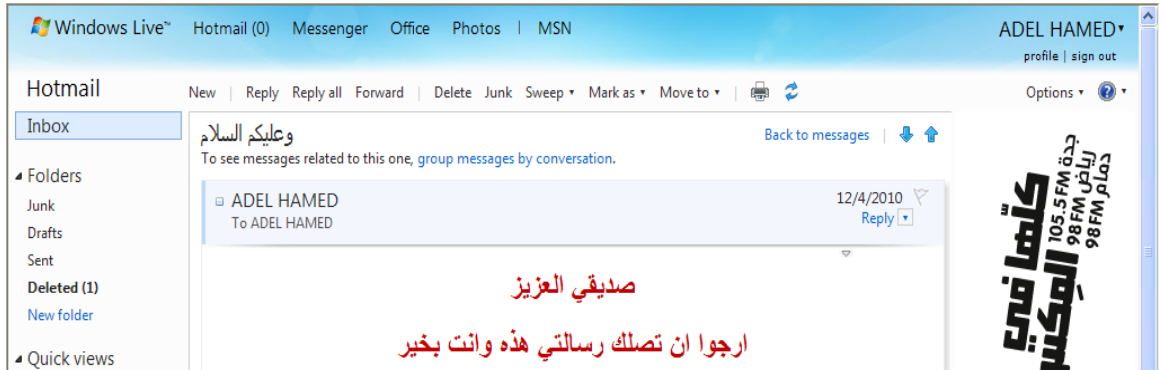 Windows Live™ Hotmail (0) Messenger Office Photos | MSN
ADEL HAMED
profile | sign out
Hotmail
New | Reply Reply all Forward | Delete Junk Sweep Mark as Move to |
Options
Inbox
وعليكم السلام
Back to messages |
To see messages related to this one, group messages by conversation.
Folders
Junk
Drafts
Sent
Deleted (1)
New folder
Quick views
ADEL HAMED
12/4/2010
To ADEL HAMED
Reply
صديقي العزيز
ارجوا ان تصلك رسالتي هذه وانت بخير
جدة 105.5 FM
رياض 98 FM
دمام 98 FM
كلها في